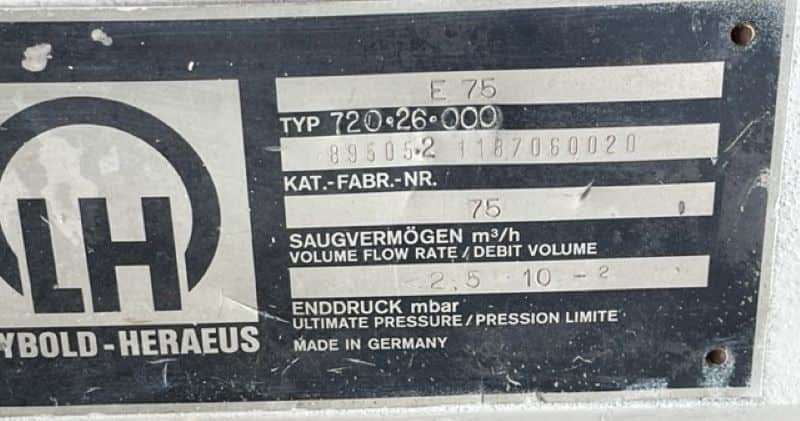 LH
YBOLD-HERAEUS
E 75
TYP 720.26.000
89505.2 1187060020
KAT.-FABR.-NR.
75
SAUGVERMÖGEN m³/h
VOLUME FLOW RATE / DEBIT VOLUME
<2,5 · 10 -2
ENDDRUCK mbar
ULTIMATE PRESSURE / PRESSION LIMITE
MADE IN GERMANY